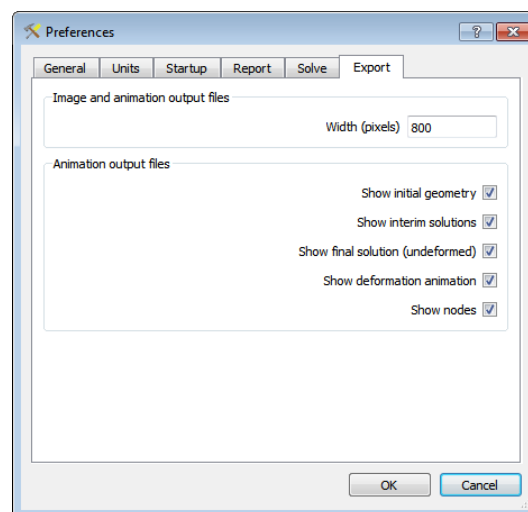 Preferences
General Units Startup Report Solve Export
Image and animation output files
Width (pixels) 800
Animation output files
Show initial geometry
Show interim solutions
Show final solution (undeformed)
Show deformation animation
Show nodes
OK Cancel